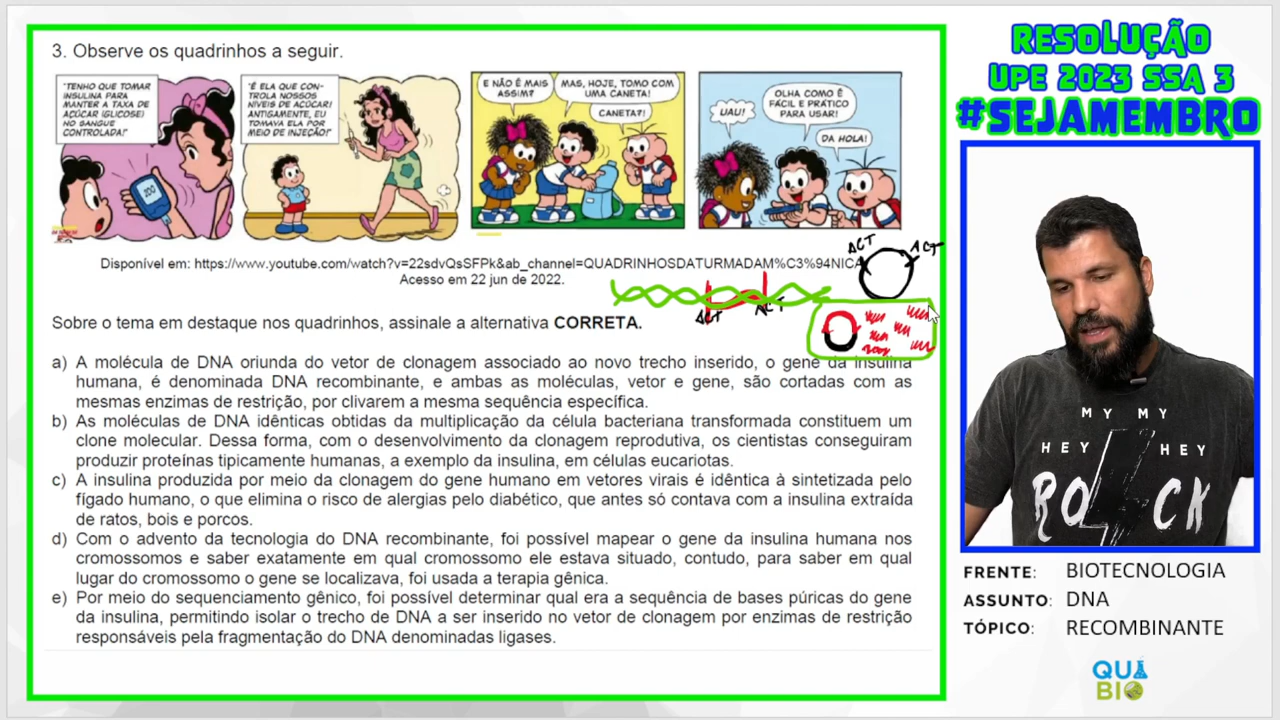 3. Observe os quadrinhos a seguir.
"TENHO QUE TOMAR
INSULINA PARA
MANTER A TAXA DE
AÇÚCAR (GLICOSE)
NO SANGUE
CONTROLADA!"
200
"É ELA QUE CON-
TROLA NOSSOS
NÍVEIS DE AÇÚCAR!
ANTIGAMENTE, EU
TOMAVA ELA POR
MEIO DE INJEÇÃO!"
E NÃO É MAIS
ASSIM?
MAS, HOJE, TOMO COM
UMA CANETA!
CANETA?!
UAU!
OLHA COMO É
FÁCIL E PRÁTICO
PARA USAR!
DA HOLA!
ACT
ACT
Disponível em: https://www.youtube.com/watch?v=22sdvQsSFPk&ab_channel=QUADRINHOSDATURMADAM%C3%94NICA
Acesso em 22 jun de 2022.
ACT
ACT
Sobre o tema em destaque nos quadrinhos, assinale a alternativa CORRETA.
a) A molécula de DNA oriunda do vetor de clonagem associado ao novo trecho inserido, o gene da insulina
humana, é denominada DNA recombinante, e ambas as moléculas, vetor e gene, são cortadas com as
mesmas enzimas de restrição, por clivarem a mesma sequência específica.
b) As moléculas de DNA idênticas obtidas da multiplicação da célula bacteriana transformada constituem um
clone molecular. Dessa forma, com o desenvolvimento da clonagem reprodutiva, os cientistas conseguiram
produzir proteínas tipicamente humanas, a exemplo da insulina, em células eucariotas.
c) A insulina produzida por meio da clonagem do gene humano em vetores virais é idêntica à sintetizada pelo
fígado humano, o que elimina o risco de alergias pelo diabético, que antes só contava com a insulina extraída
de ratos, bois e porcos.
d) Com o advento da tecnologia do DNA recombinante, foi possível mapear o gene da insulina humana nos
cromossomos e saber exatamente em qual cromossomo ele estava situado, contudo, para saber em qual
lugar do cromossomo o gene se localizava, foi usada a terapia gênica.
e) Por meio do sequenciamento gênico, foi possível determinar qual era a sequência de bases púricas do gene
da insulina, permitindo isolar o trecho de DNA a ser inserido no vetor de clonagem por enzimas de restrição
responsáveis pela fragmentação do DNA denominadas ligases.
RESOLUÇÃO
UPE 2023 SSA 3
#SEJAMEMBRO
MY MY
HEY HEY
ROCK
FRENTE: BIOTECNOLOGIA
ASSUNTO: DNA
TÓPICO: RECOMBINANTE
QUA
BIO